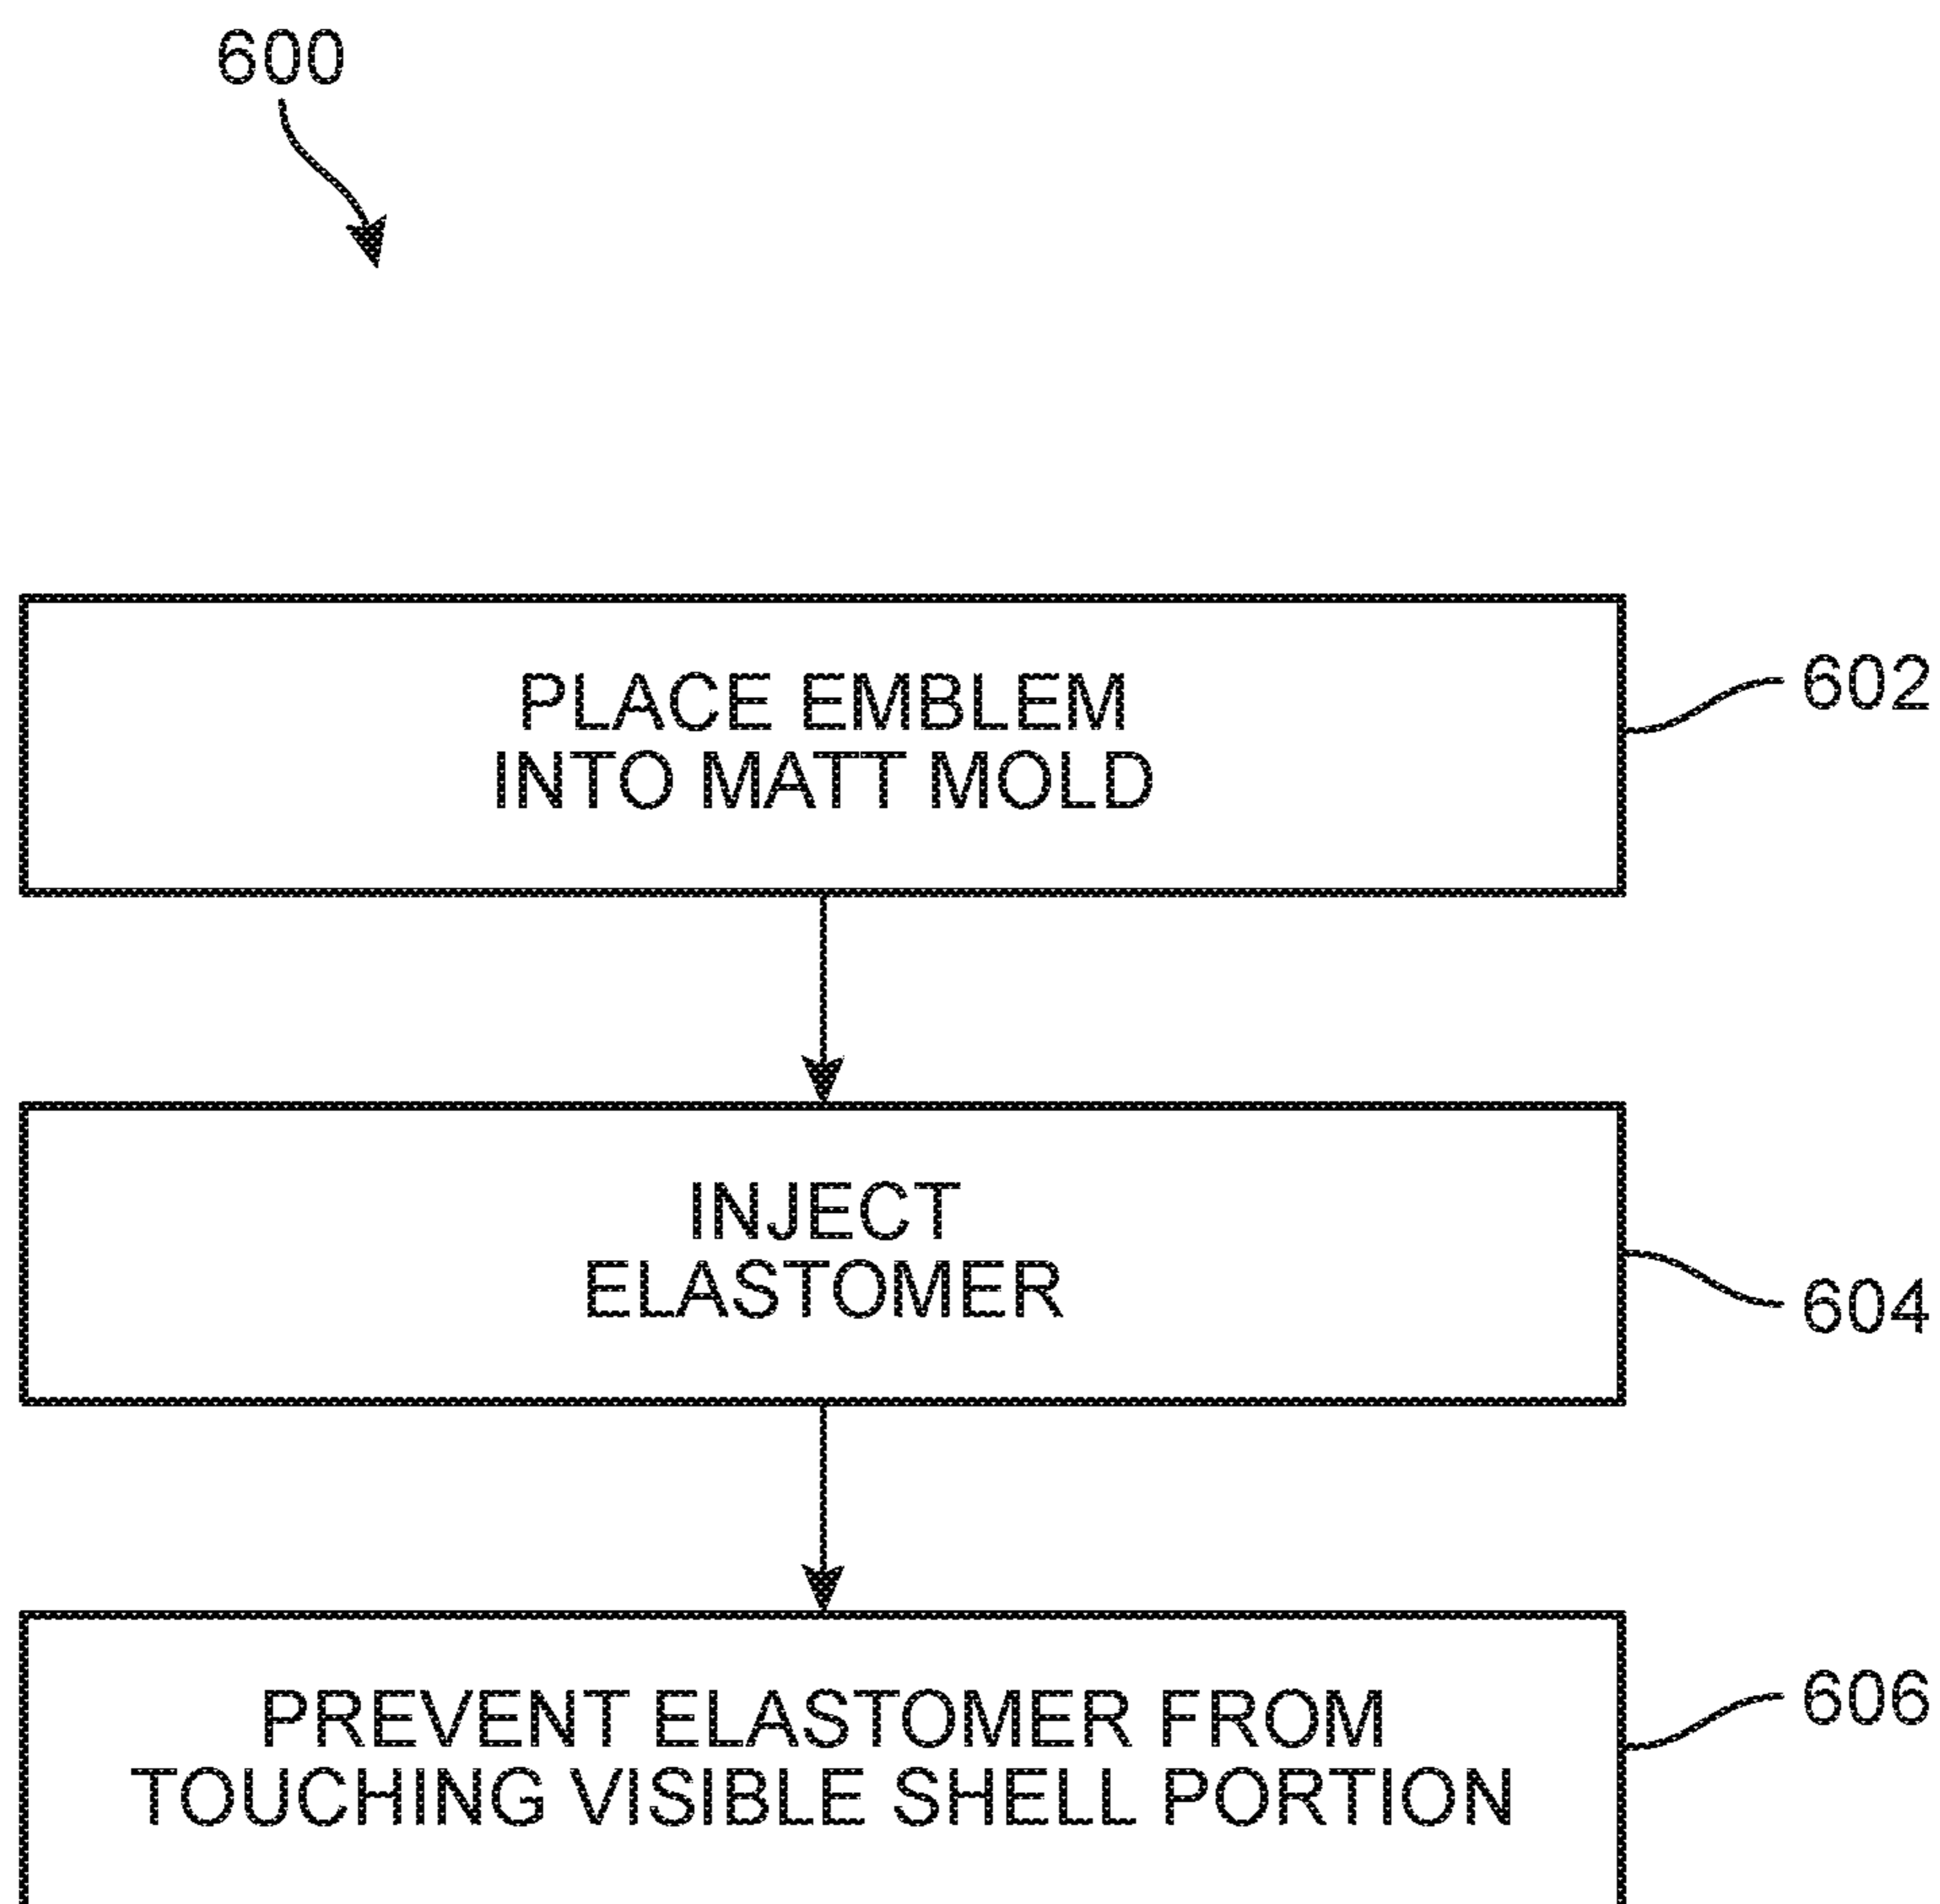 600
PLACE EMBLEM
INTO MATT MOLD
602
INJECT
ELASTOMER
604
PREVENT ELASTOMER FROM
TOUCHING VISIBLE SHELL PORTION
606